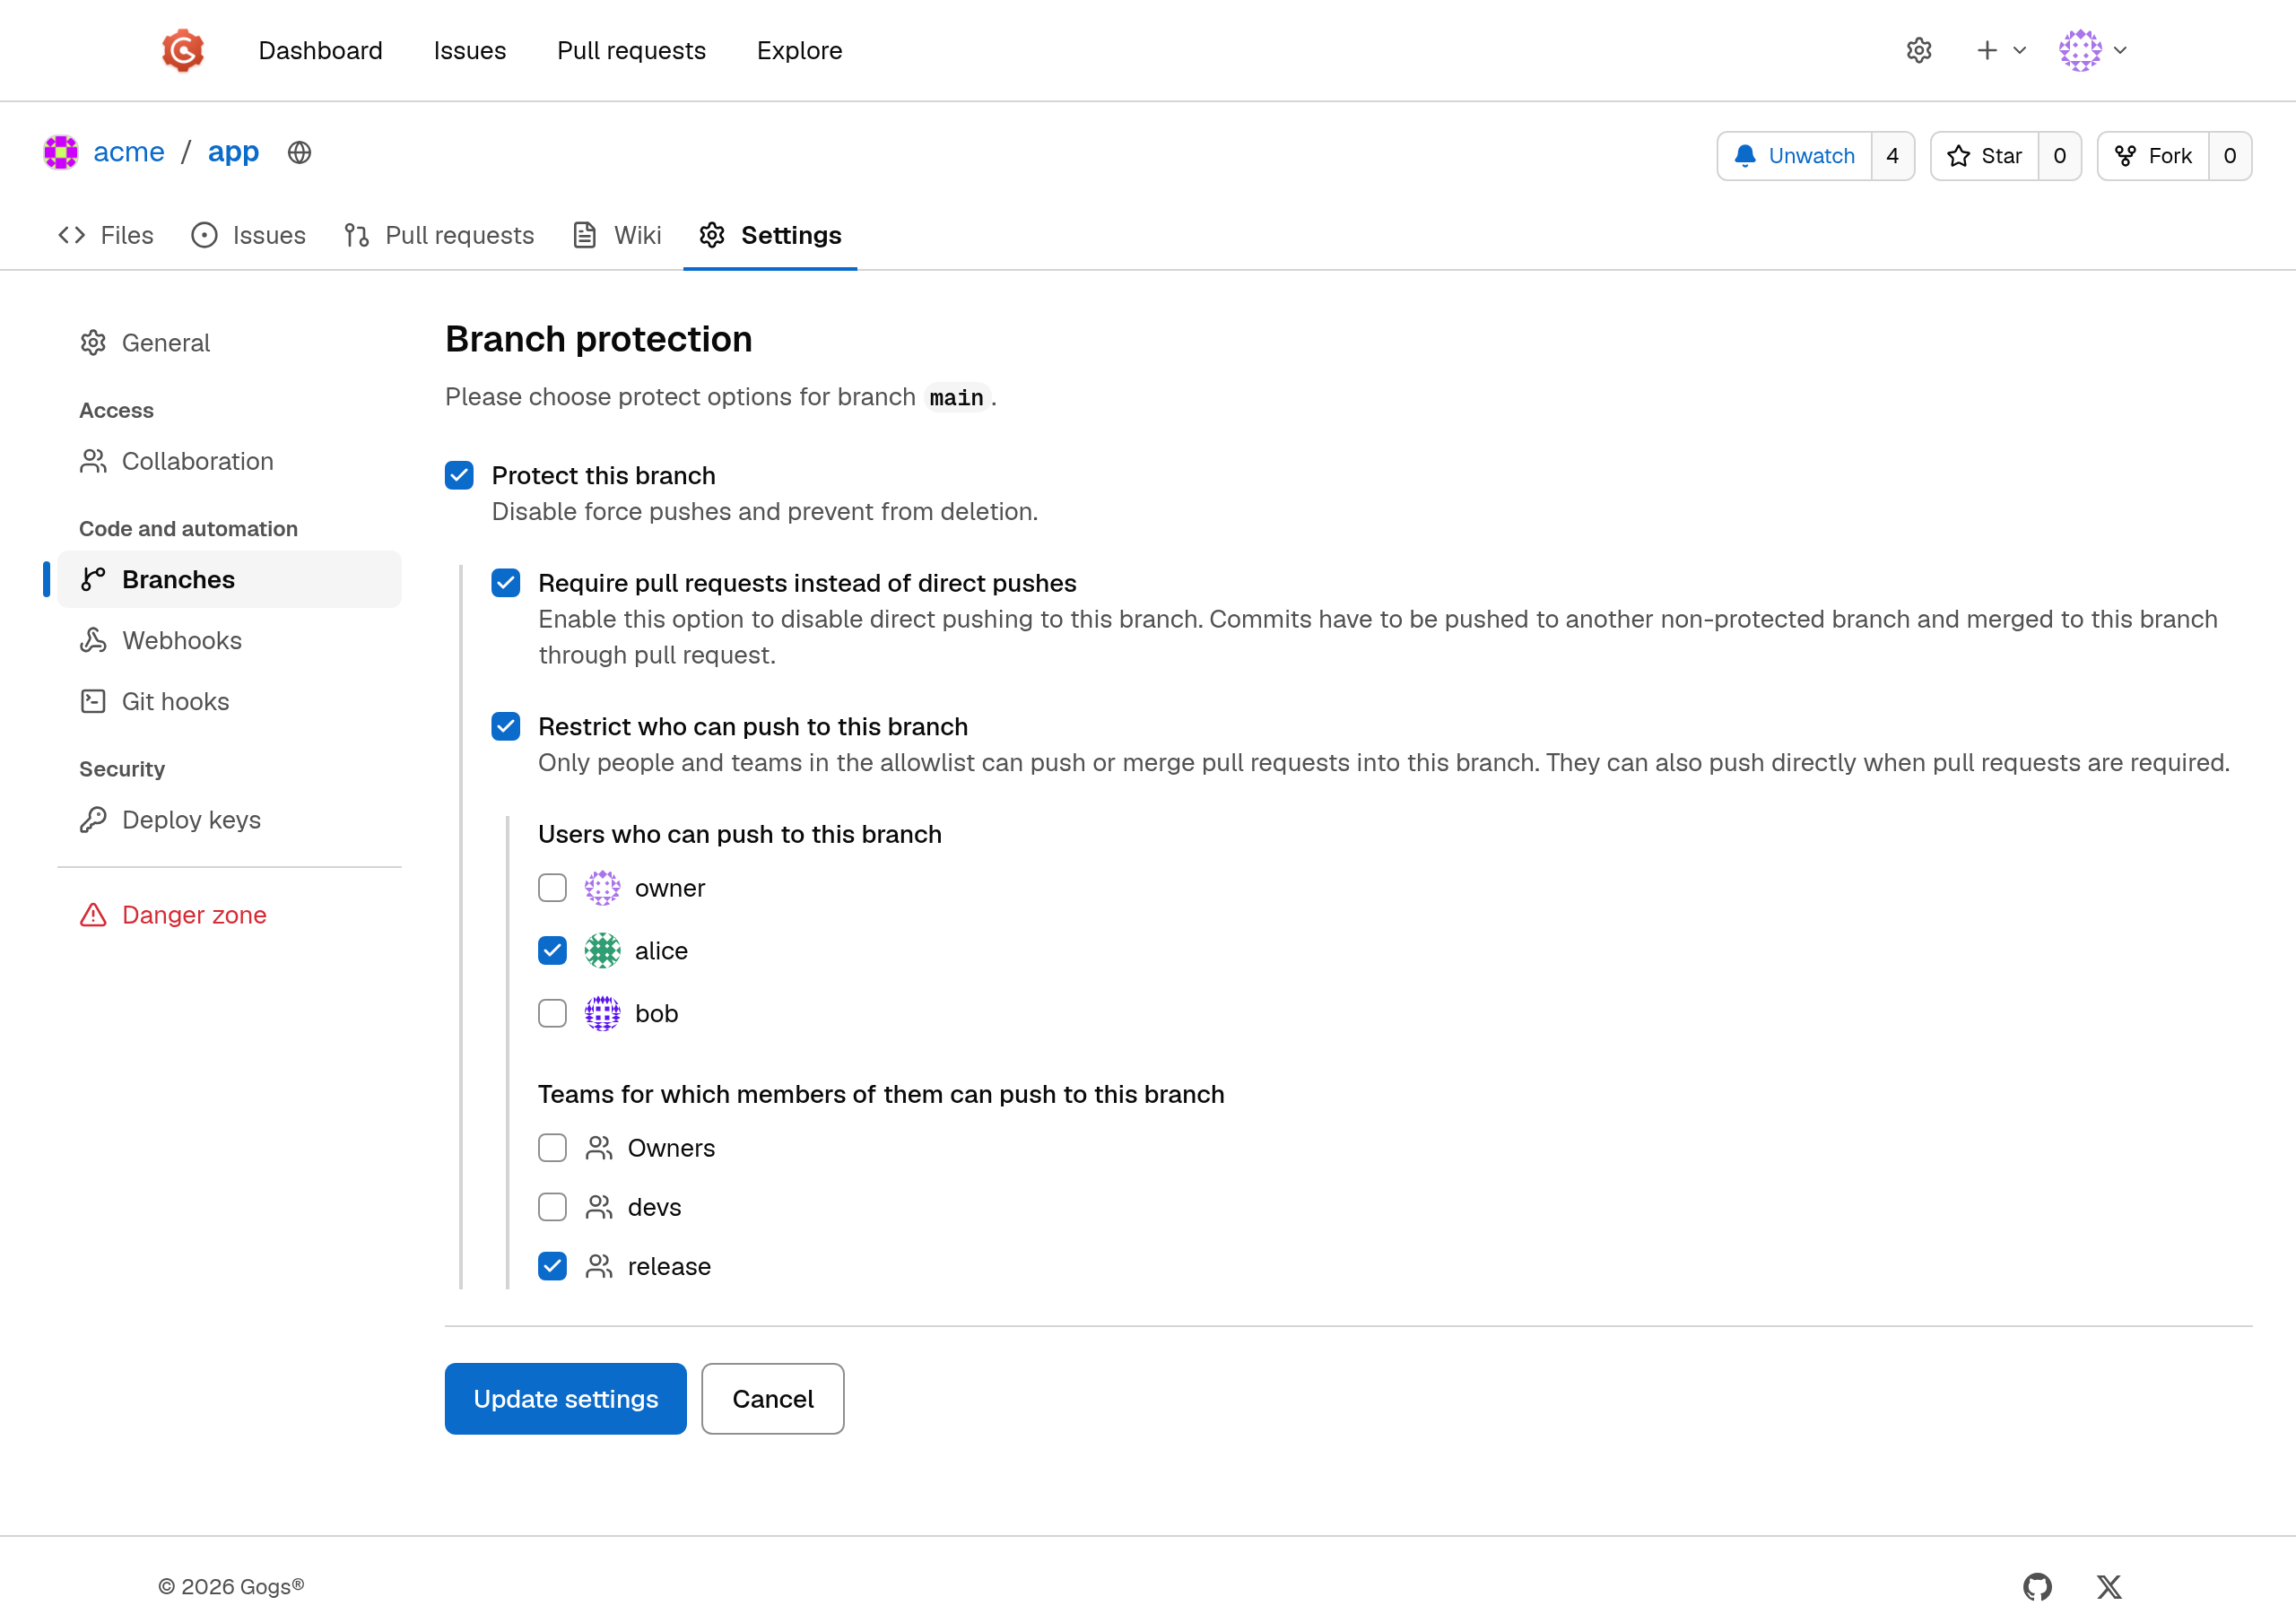 Dashboard Issues Pull requests Explore
acme / app
Unwatch 4 Star 0 Fork 0
Files Issues Pull requests Wiki Settings
General
Access
Collaboration
Code and automation
Branches
Webhooks
Git hooks
Security
Deploy keys
Danger zone
Branch protection
Please choose protect options for branch main.
Protect this branch
Disable force pushes and prevent from deletion.
Require pull requests instead of direct pushes
Enable this option to disable direct pushing to this branch. Commits have to be pushed to another non-protected branch and merged to this branch
through pull request.
Restrict who can push to this branch
Only people and teams in the allowlist can push or merge pull requests into this branch. They can also push directly when pull requests are required.
Users who can push to this branch
owner
alice
bob
Teams for which members of them can push to this branch
Owners
devs
release
Update settings Cancel
© 2026 Gogs®